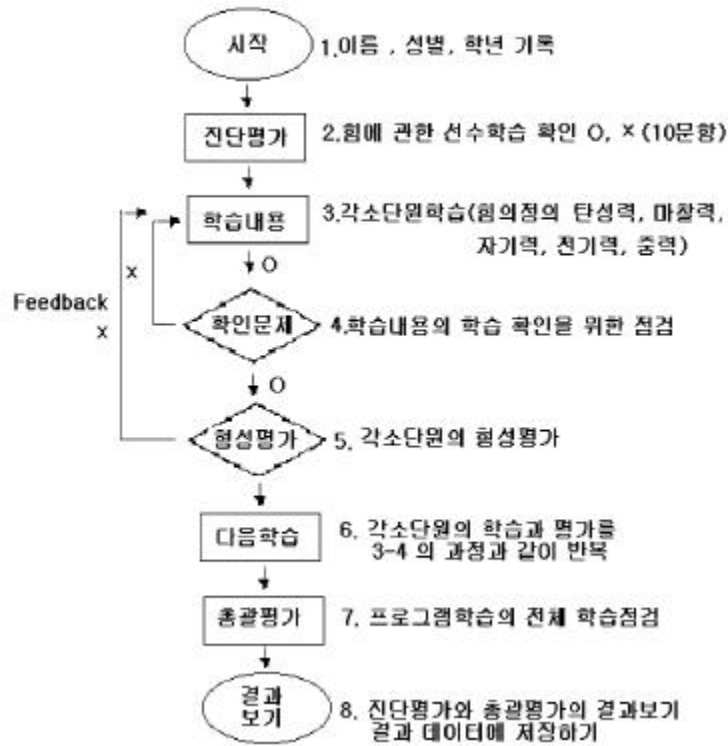 시작
1.이름 , 성별, 학년 기록
진단평가
2.힘에 관한 선수학습 확인 O, × (10문항)
학습내용
3.각소단원학습(힘의정의 탄성력, 마찰력,
자기력, 전기력, 중력)
O
x
Feedback
x
확인문제
4.학습내용의 학습 확인을 위한 점검
O
형성평가
5. 각소단원의 형성평가
다음학습
6. 각소단원의 학습과 평가를
3-4 의 과정과 같이 반복
총괄평가
7. 프로그램학습의 전체 학습점검
결과
보기
8. 진단평가와 총괄평가의 결과보기
결과 데이터에 저장하기